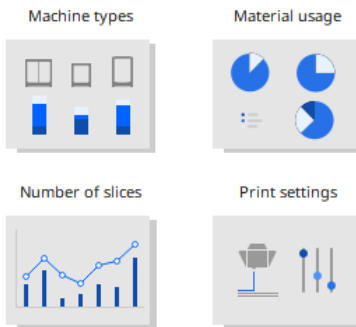 Machine types
Material usage
Number of slices
Print settings